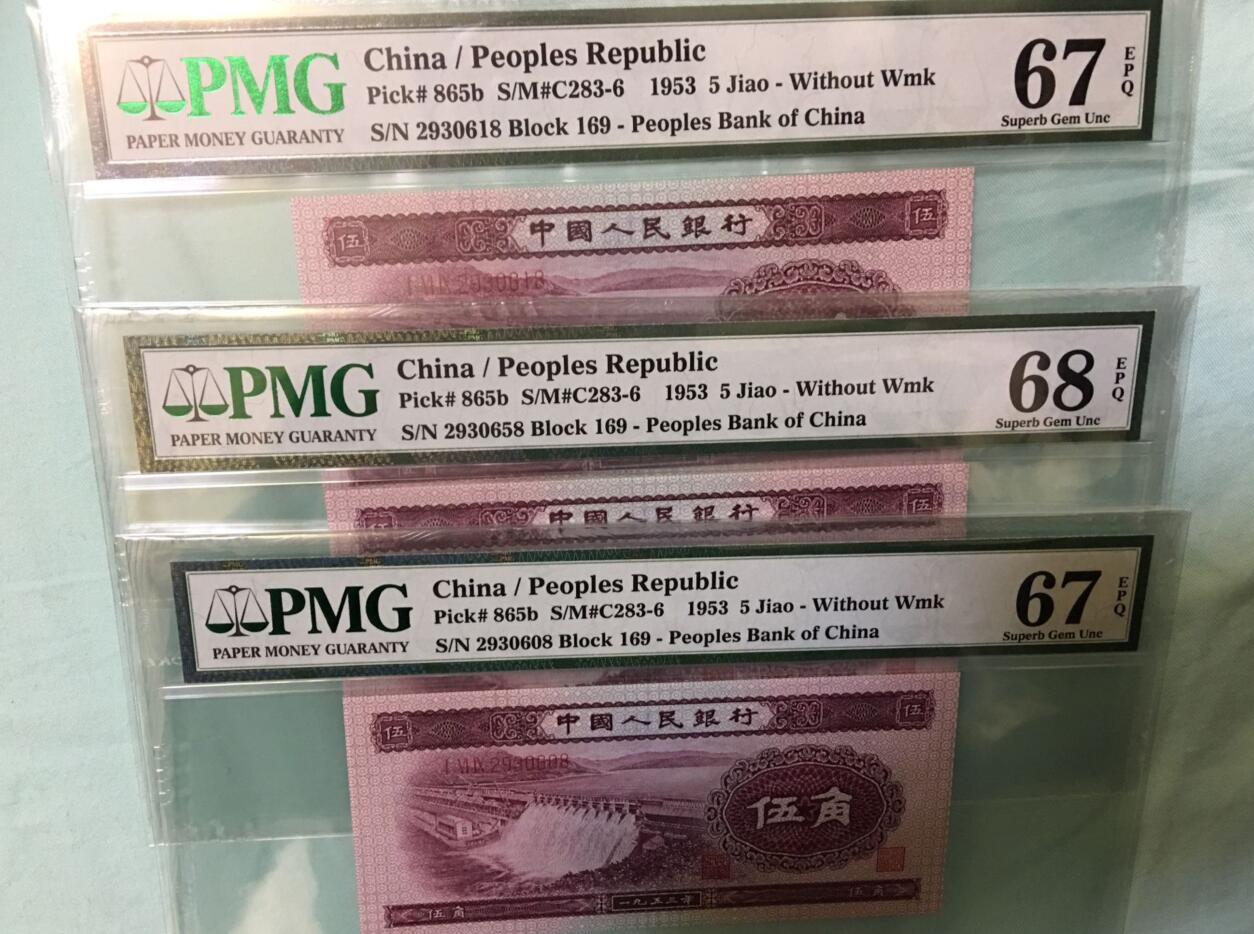 PMG
PAPER MONEY GUARANTY
China / Peoples Republic
Pick# 865b S/M#C283-6 1953 5 Jiao - Without Wmk
S/N 2930618 Block 169 - Peoples Bank of China
67
EPQ
Superb Gem Unc
伍 中國人民銀行 伍
PMG
PAPER MONEY GUARANTY
China / Peoples Republic
Pick# 865b S/M#C283-6 1953 5 Jiao - Without Wmk
S/N 2930658 Block 169 - Peoples Bank of China
68
EPQ
Superb Gem Unc
伍 中國人民銀行 伍
PMG
PAPER MONEY GUARANTY
China / Peoples Republic
Pick# 865b S/M#C283-6 1953 5 Jiao - Without Wmk
S/N 2930608 Block 169 - Peoples Bank of China
67
EPQ
Superb Gem Unc
伍 中國人民銀行 伍
伍角
伍角 一九五三年 伍角